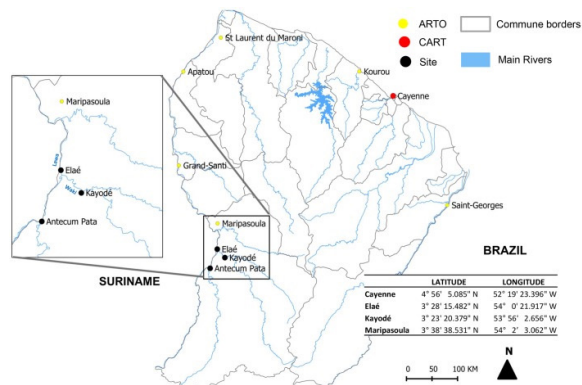 ARTO
CART
Site
Commune borders
Main Rivers
St Laurent du Maroni
Apatou
Kourou
Cayenne
Maripasoula
Lawa
Elaé
Waki
Kayodé
Antecum Pata
Grand-Santi
Saint-Georges
Maripasoula
Elaé
Kayodé
Antecum Pata
SURINAME
BRAZIL
LATITUDE LONGITUDE
Cayenne 4° 56' 5.085" N 52° 19' 23.396" W
Elaé 3° 28' 15.482" N 54° 0' 21.917" W
Kayodé 3° 23' 20.379" N 53° 56' 2.656" W
Maripasoula 3° 38' 38.531" N 54° 2' 3.062" W
0 50 100 KM
N